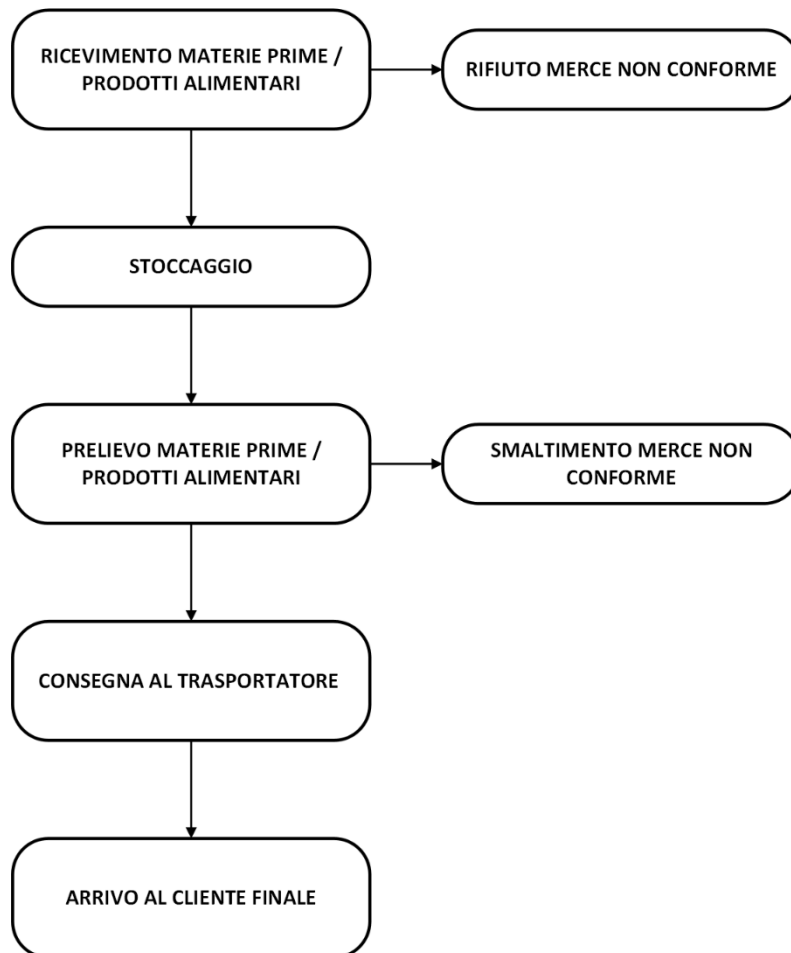 RICEVIMENTO MATERIE PRIME /
PRODOTTI ALIMENTARI
RIFIUTO MERCE NON CONFORME
STOCCAGGIO
PRELIEVO MATERIE PRIME /
PRODOTTI ALIMENTARI
SMALTIMENTO MERCE NON
CONFORME
CONSEGNA AL TRASPORTATORE
ARRIVO AL CLIENTE FINALE